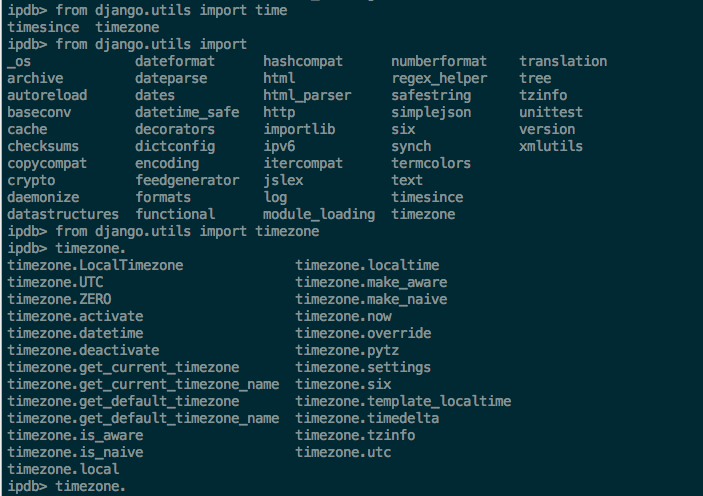 ipdb> from django.utils import time
timesince  timezone
ipdb> from django.utils import
_os             dateformat      hashcompat      numberformat    translation
archive         dateparse       html            regex_helper    tree
autoreload      dates           html_parser     safestring      tzinfo
baseconv        datetime_safe   http            simplejson      unittest
cache           decorators      importlib       six             version
checksums       dictconfig      ipv6            synch           xmlutils
copycompat      encoding        itercompat      termcolors
crypto          feedgenerator   jslex           text
daemonize       formats         log             timesince
datastructures  functional      module_loading  timezone
ipdb> from django.utils import timezone
ipdb> timezone.
timezone.LocalTimezone              timezone.localtime
timezone.UTC                        timezone.make_aware
timezone.ZERO                       timezone.make_naive
timezone.activate                   timezone.now
timezone.datetime                   timezone.override
timezone.deactivate                 timezone.pytz
timezone.get_current_timezone       timezone.settings
timezone.get_current_timezone_name  timezone.six
timezone.get_default_timezone       timezone.template_localtime
timezone.get_default_timezone_name  timezone.timedelta
timezone.is_aware                   timezone.tzinfo
timezone.is_naive                   timezone.utc
timezone.local
ipdb> timezone.